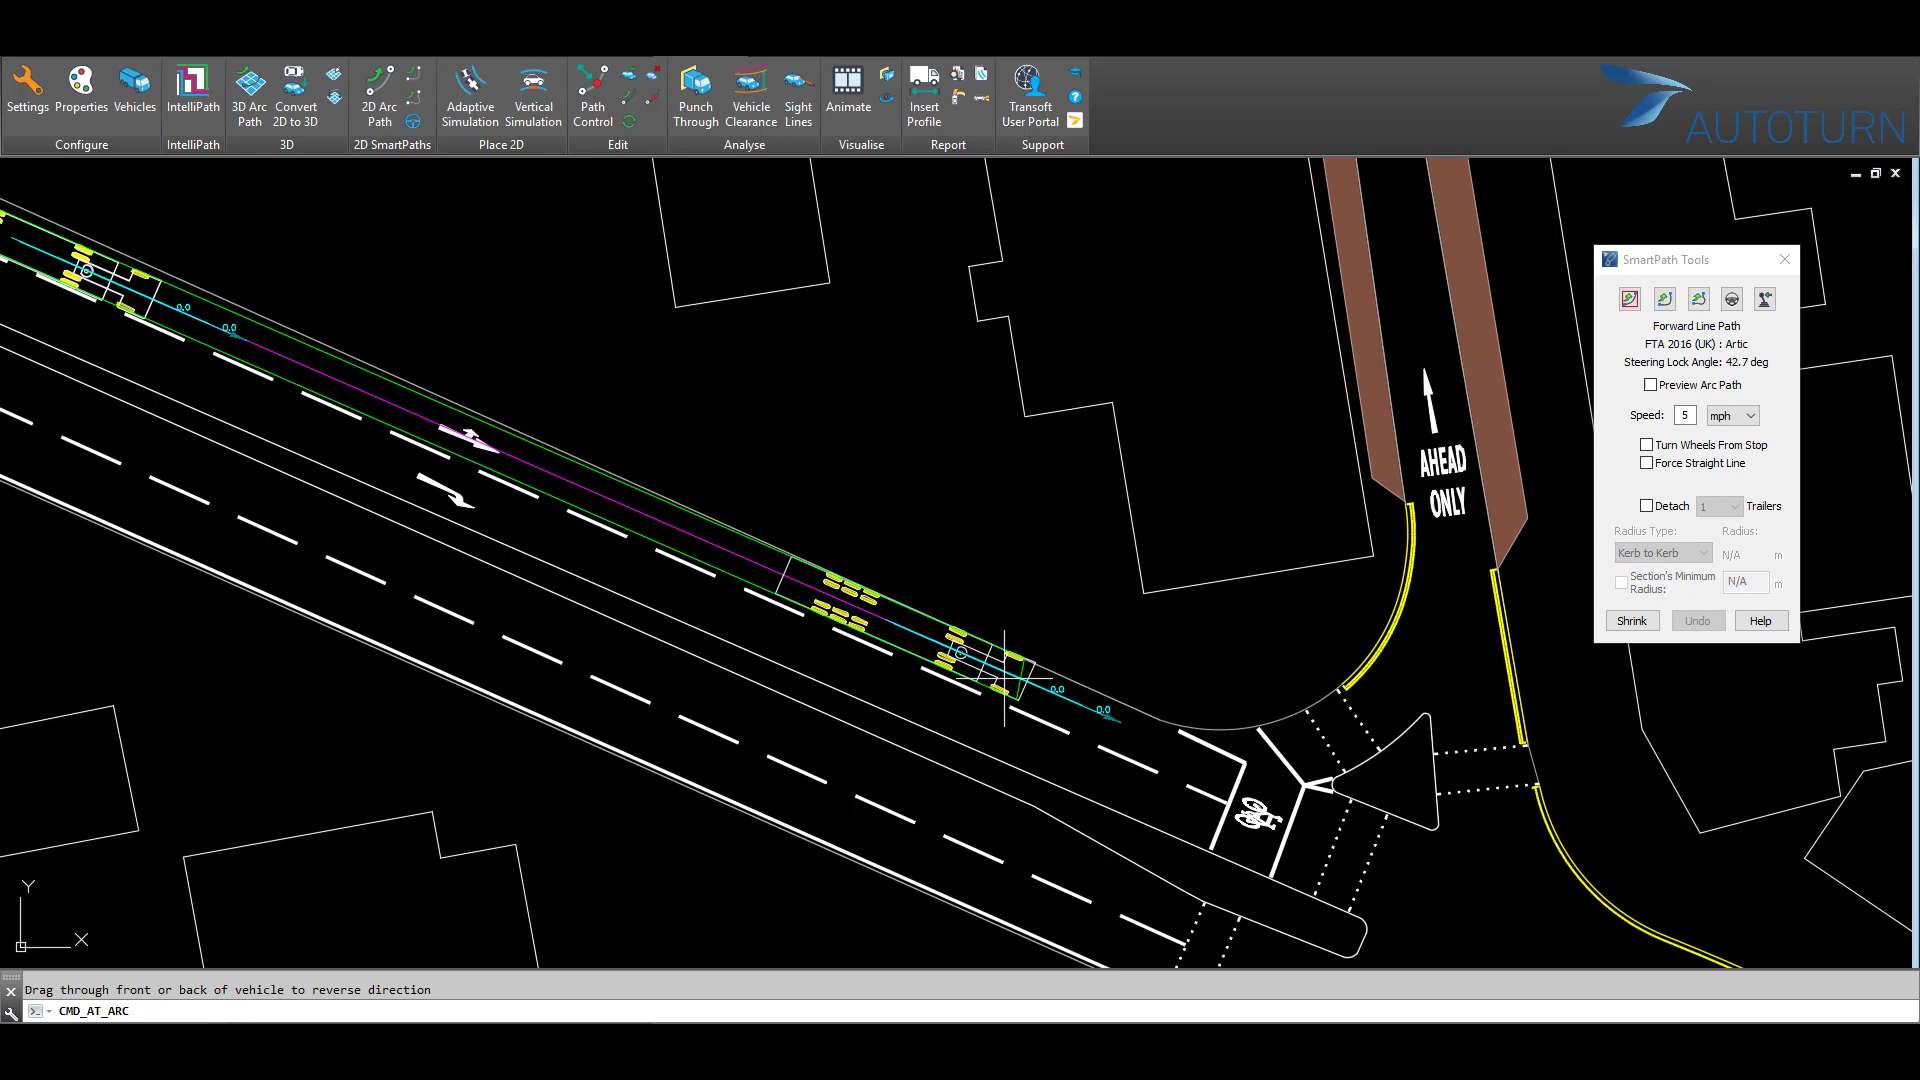 Settings
Properties
Vehicles
Configure
IntelliPath
IntelliPath
3D Arc
Path
Convert
2D to 3D
3D
2D Arc
Path
2D SmartPaths
Adaptive
Simulation
Vertical
Simulation
Place 2D
Path
Control
Edit
Punch
Through
Vehicle
Clearance
Sight
Lines
Analyse
Animate
Visualise
Insert
Profile
Report
Transoft
User Portal
Support
AUTOTURN
0.0
0.0
0.0
0.0
AHEAD
ONLY
Y
X
SmartPath Tools
Forward Line Path
FTA 2016 (UK) : Artic
Steering Lock Angle: 42.7 deg
Preview Arc Path
Speed: 5 mph
Turn Wheels From Stop
Force Straight Line
Detach 1 Trailers
Radius Type: Radius:
Kerb to Kerb N/A m
Section's Minimum
Radius: N/A m
Shrink Undo Help
Drag through front or back of vehicle to reverse direction
CMD_AT_ARC